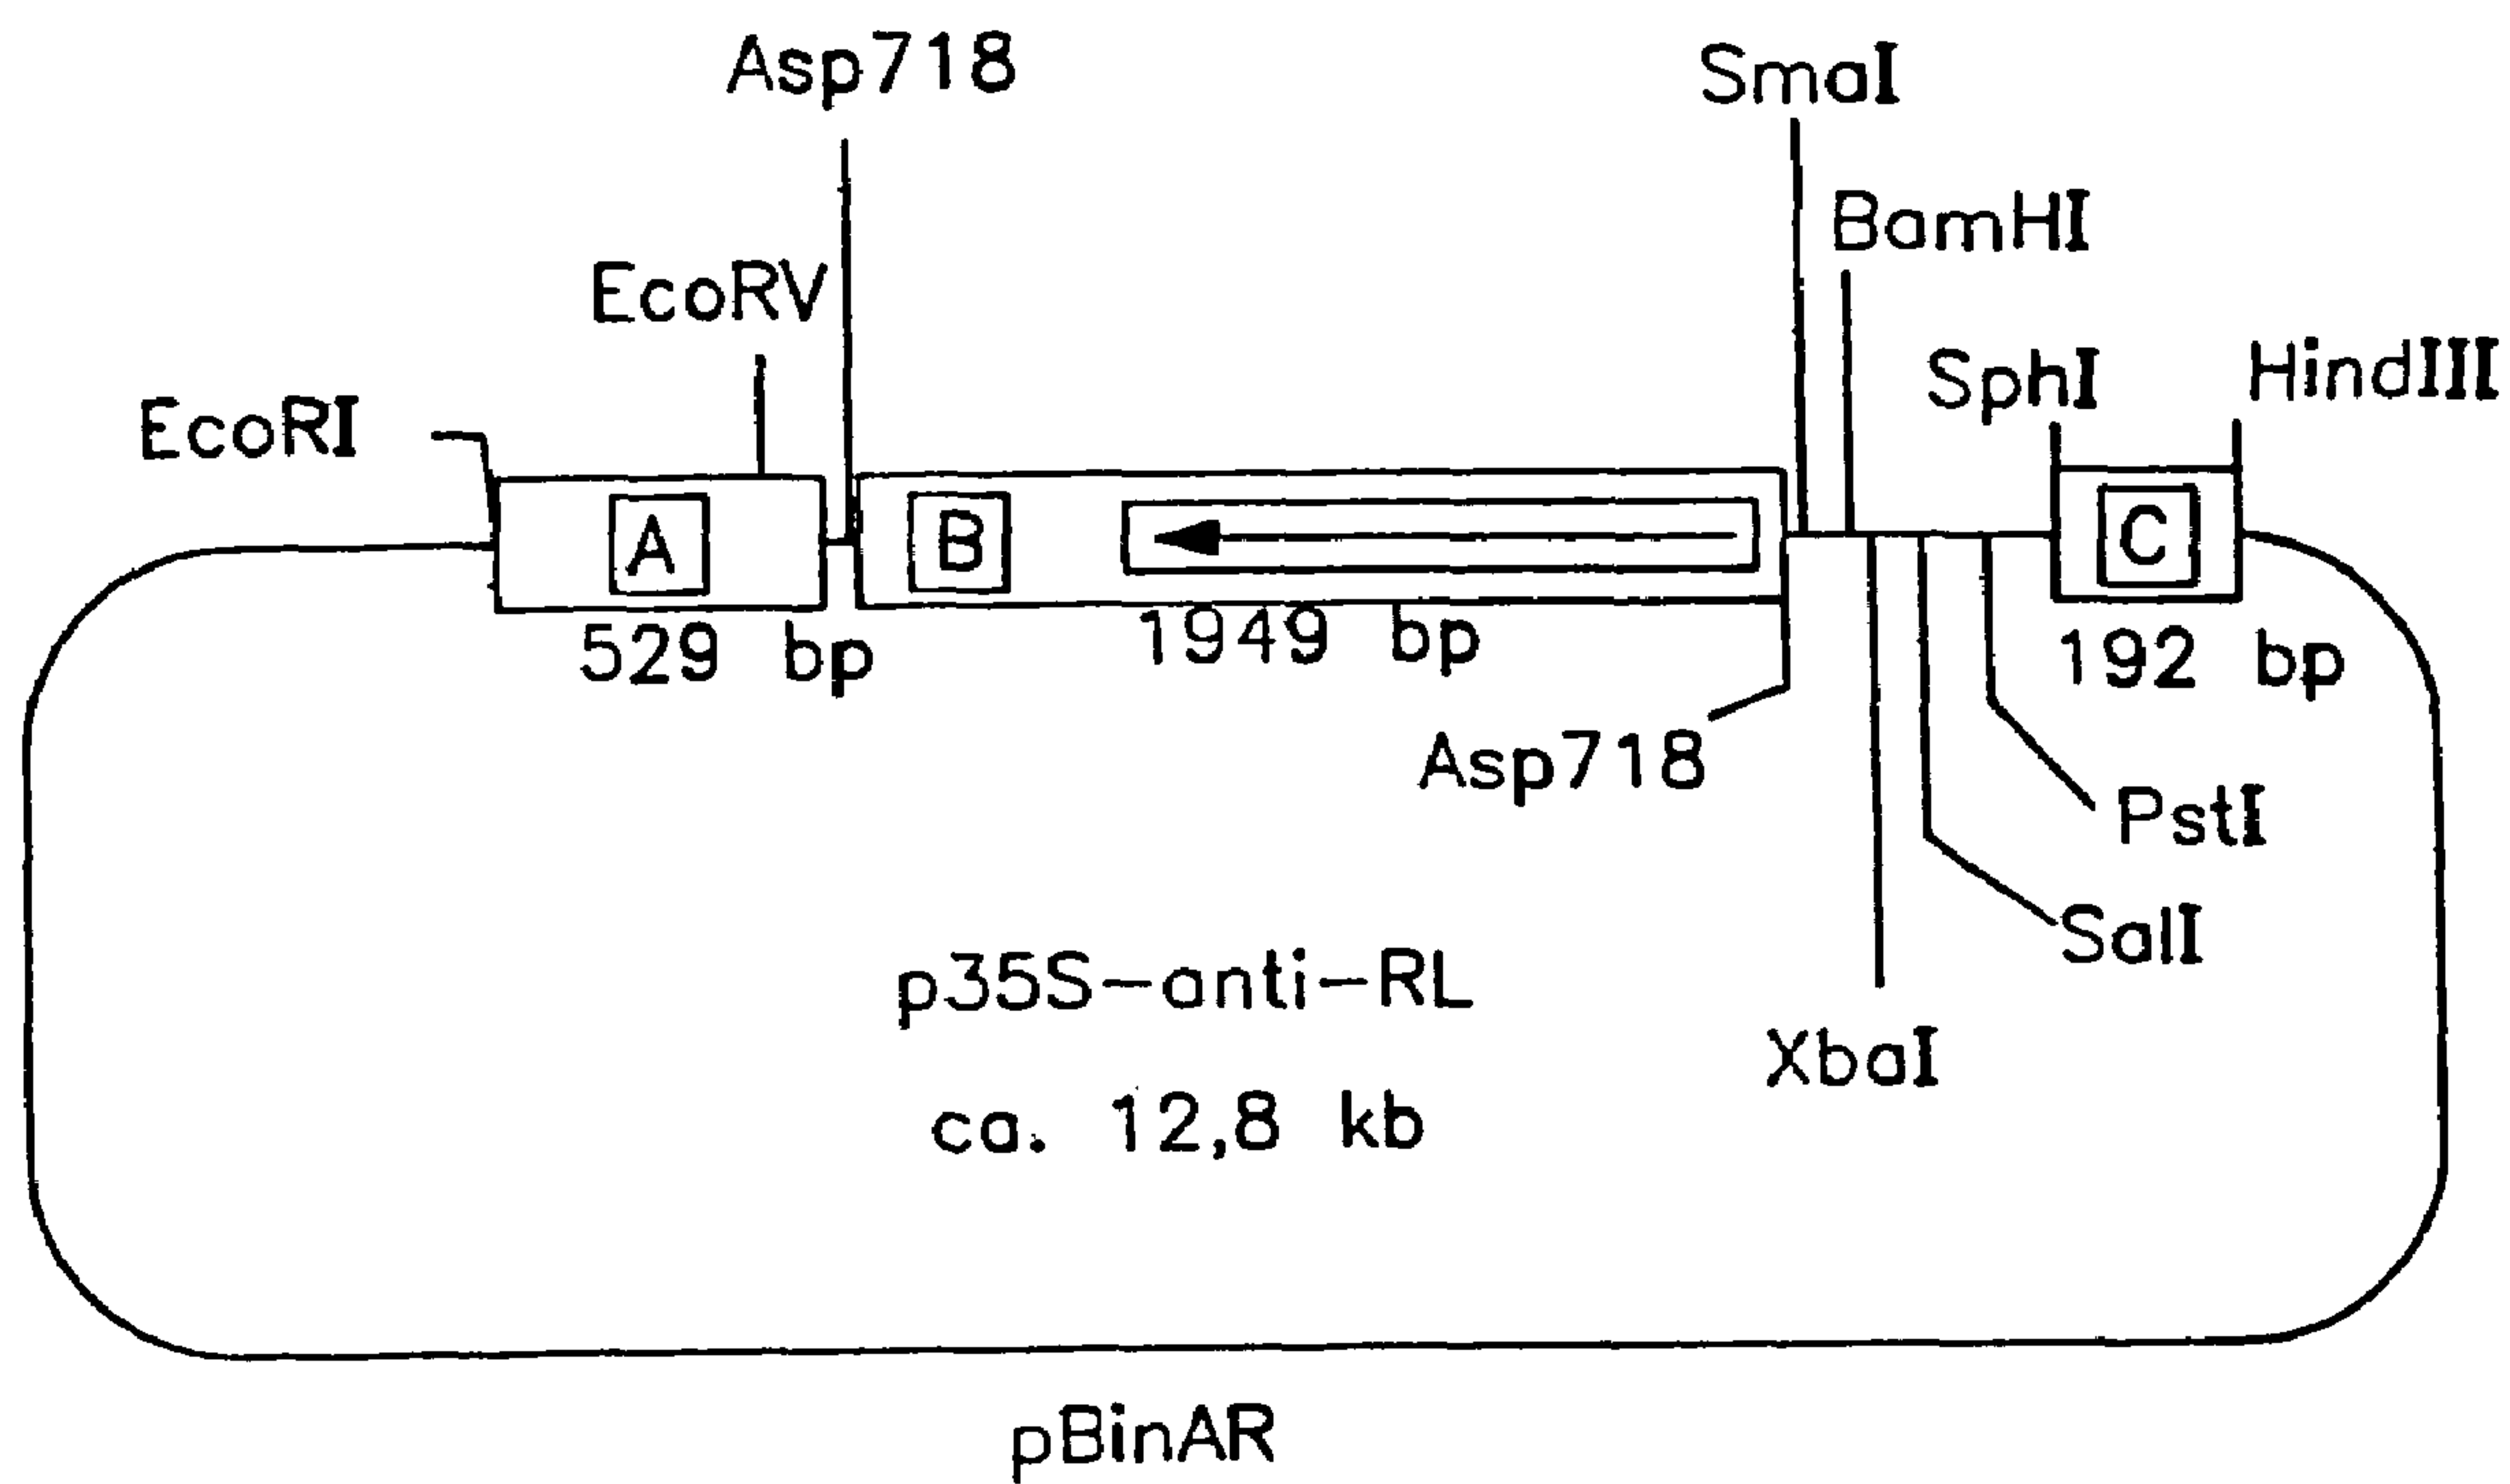 Asp718
SmaI
BamHI
EcoRV
SphI
HindIII
EcoRI
A
B
C
529 bp
1949 bp
192 bp
Asp718
PstI
SalI
p35S-anti-RL
XbaI
ca. 12,8 kb
pBinAR